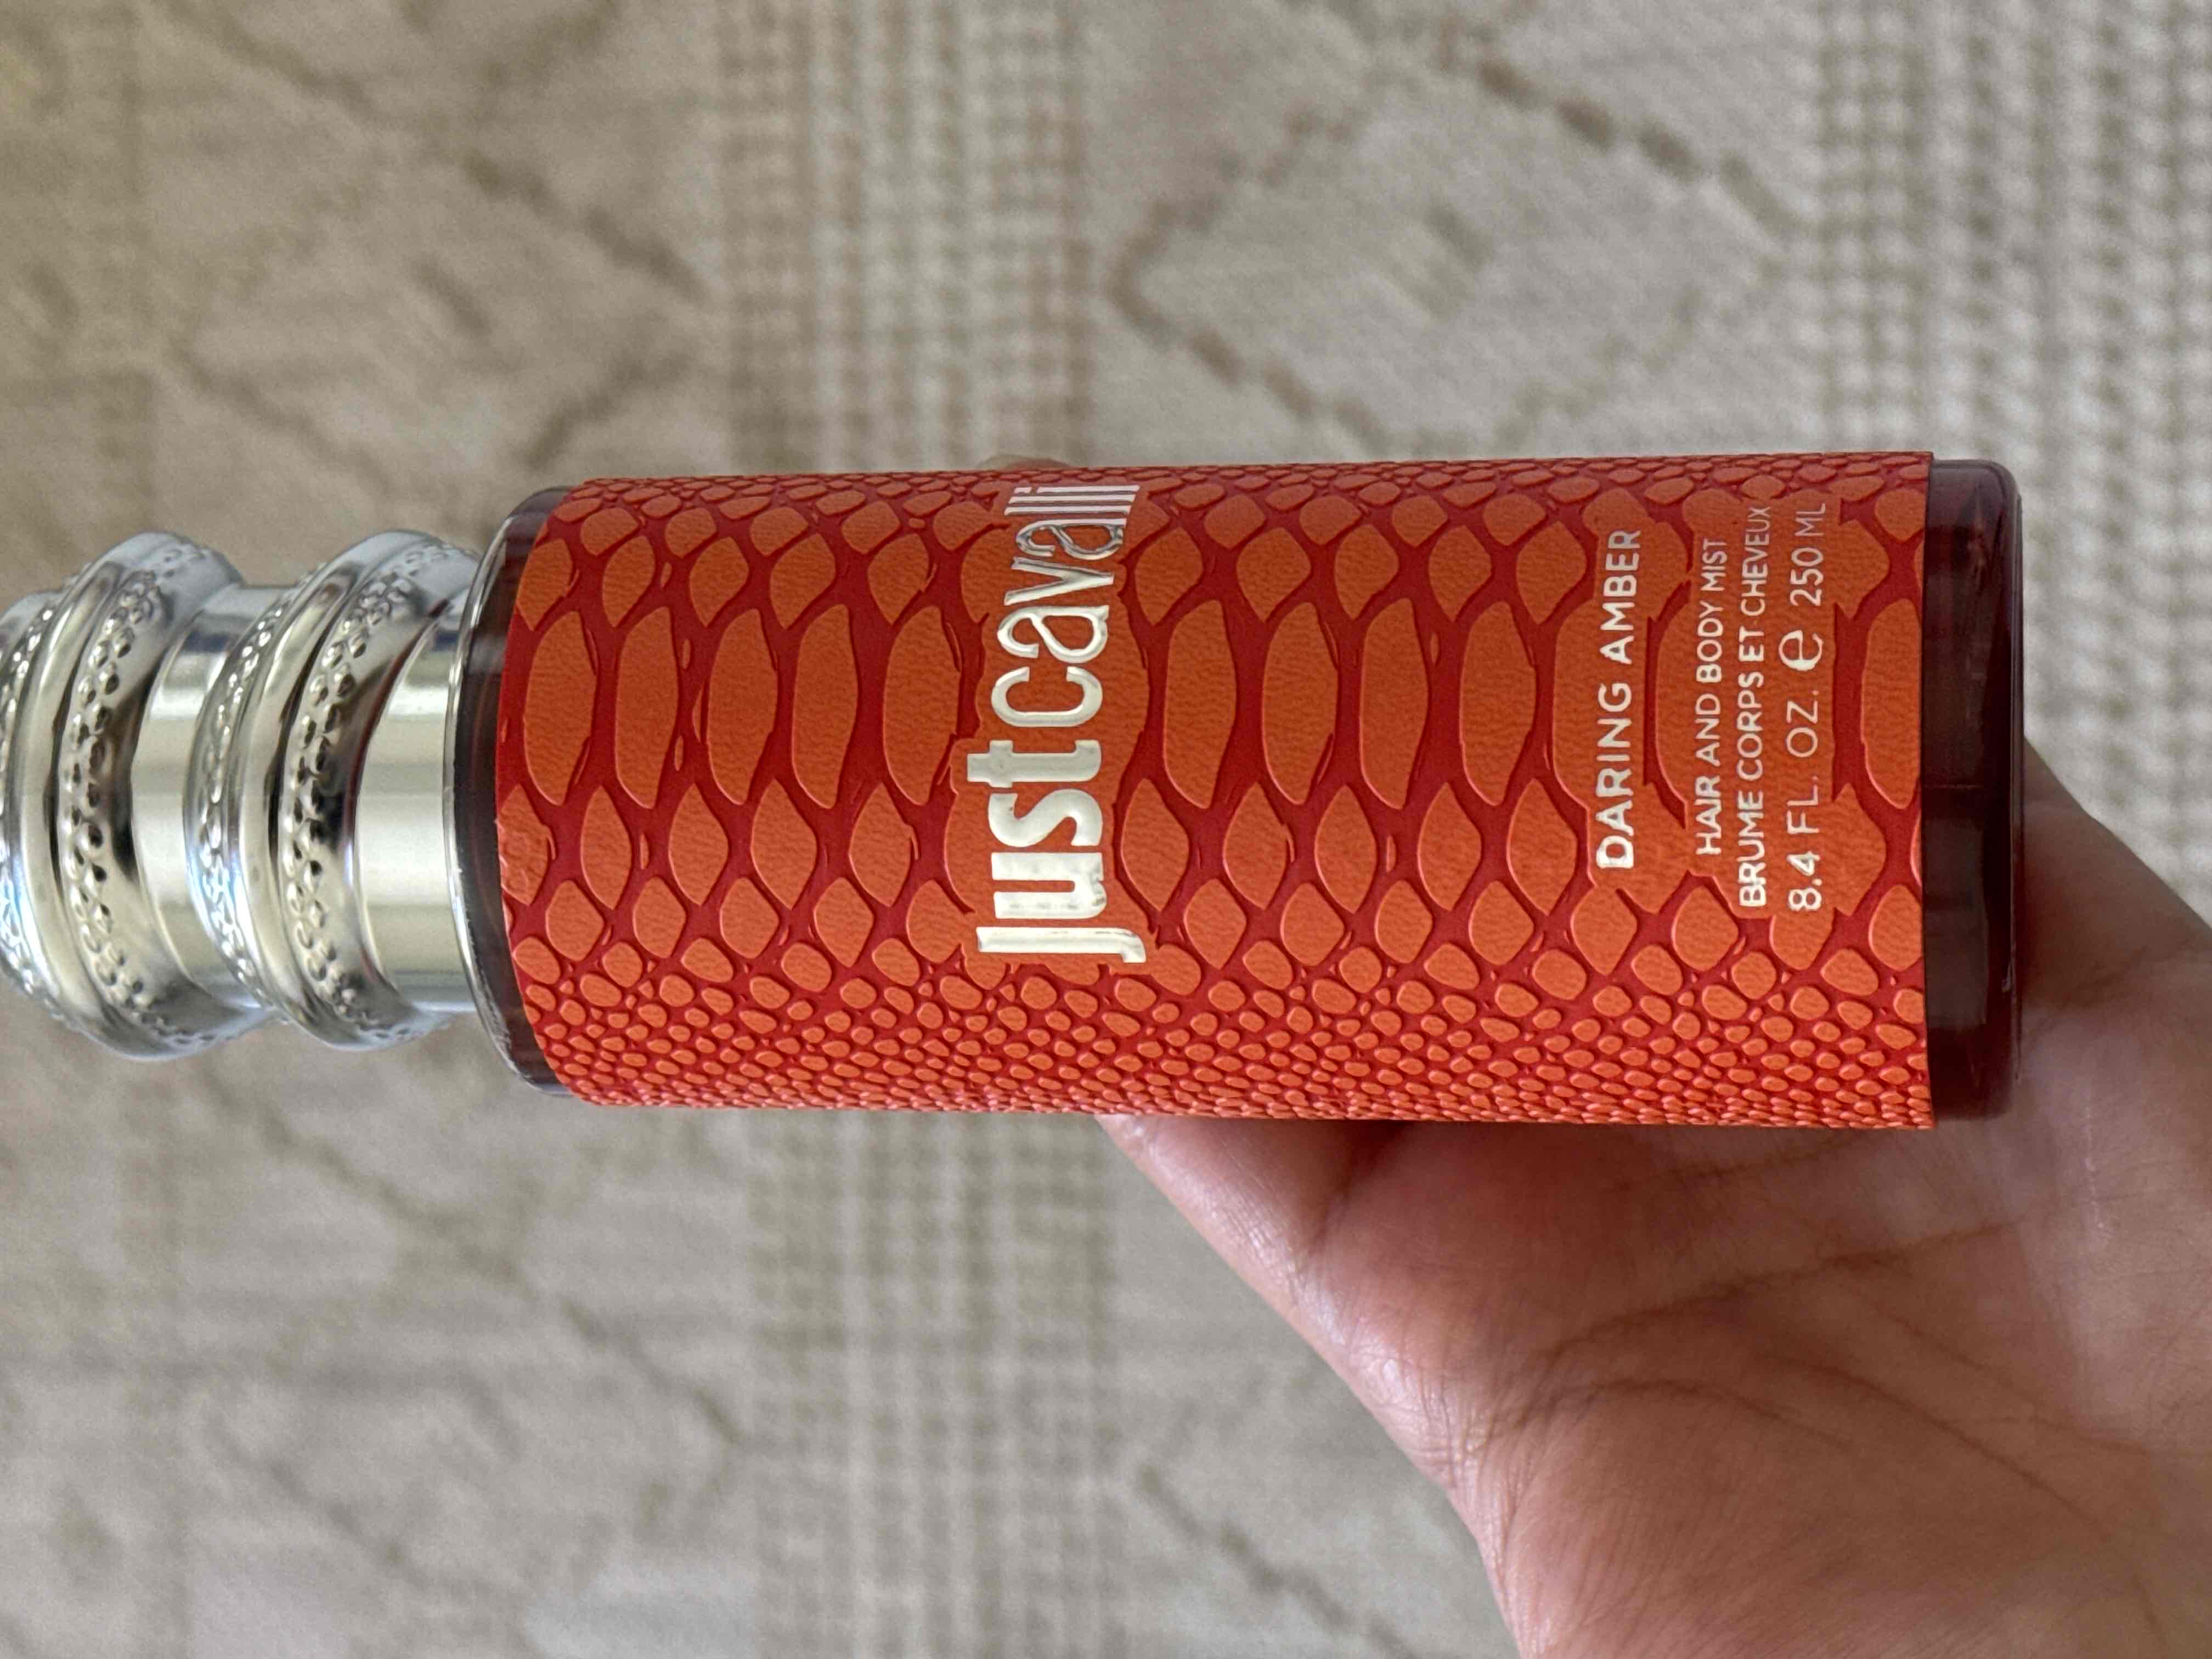 justcavalli
DARING AMBER
HAIR AND BODY MIST
BRUME CORPS ET CHEVEUX
8.4 FL. OZ. e 250 ML